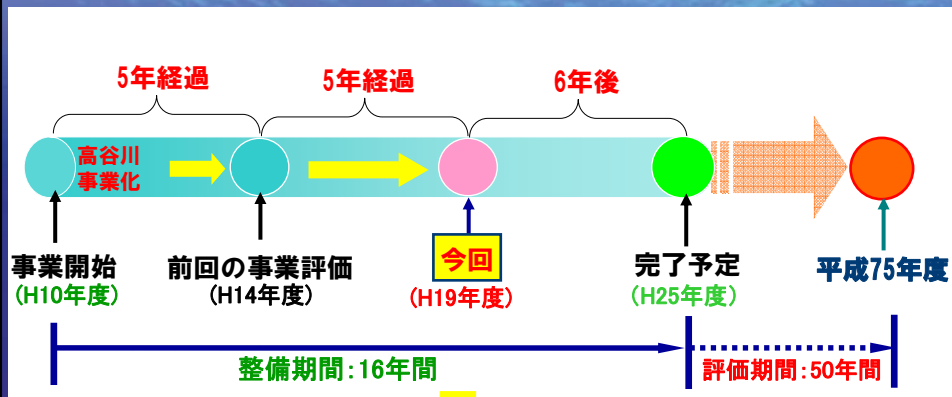 5年経過
5年経過
6年後
高谷川
事業化
事業開始
(H10年度)
前回の事業評価
(H14年度)
今回
(H19年度)
完了予定
(H25年度)
平成75年度
整備期間:16年間
評価期間:50年間